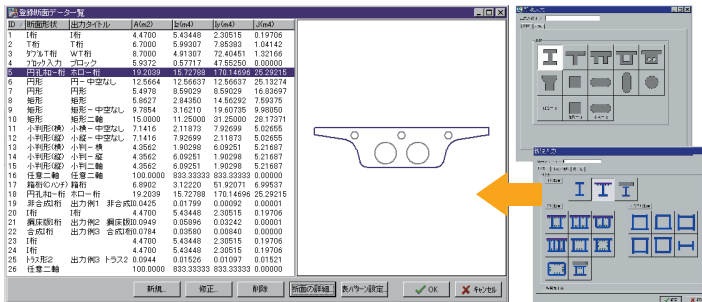 登録断面データ一覧
ID 断面形状 出力タイトル A(m2) Iz(m4) Iy(m4) J(m4)
1 I桁 I桁 4.4700 5.43448 2.30515 0.19706
2 T桁 T桁 6.7000 5.99307 7.85383 1.04142
3 ダブルT桁 WT桁 8.7000 4.91307 72.40451 1.32166
4 ブロック入力 ブロック 5.9372 0.57717 47.55250 0.00000
5 円孔ホロー桁 ホロー桁 19.2039 15.72788 170.14696 25.29215
6 円形 円-中空なし 12.5664 12.56637 12.56637 25.13274
7 円形 円形 5.4978 8.59029 8.59029 16.83697
8 矩形 矩形 5.8627 2.84350 14.56292 7.59375
9 矩形 矩形-中空なし 9.7854 3.16210 19.60735 9.98050
10 矩形 矩形二軸 15.0000 11.25000 31.25000 28.17371
11 小判形(横) 小横-中空なし 7.1416 2.11873 7.92699 5.02655
12 小判形(縦) 小縦-中空なし 7.1416 7.92699 2.11873 5.02655
13 小判形(横) 小判-横 4.3562 1.90298 6.09251 5.21687
14 小判形(縦) 小判-縦 4.3562 6.09251 1.90298 5.21687
15 小判形(縦) 小判二軸 4.3562 6.09251 1.90298 5.21687
16 任意二軸 任意二軸 100.0000 833.33333 833.33333 0.00000
17 箱桁(Cハンチ) 箱桁 6.8902 3.12220 51.92071 6.99537
18 円孔ホロー桁 ホロー桁 19.2039 15.72788 170.14696 25.29215
19 非合成I桁 出力例1 非合成I 0.0425 0.01799 0.00092 0.00001
20 I桁 I桁 4.4700 5.43448 2.30515 0.19706
21 鋼床版I桁 出力例2 鋼床版I 0.0949 0.05896 0.03242 0.00001
22 合成I桁 出力例3 合成I桁 0.0784 0.03580 0.00840 0.00000
23 I桁 I桁 4.4700 5.43448 2.30515 0.19706
24 I桁 I桁 4.4700 5.43448 2.30515 0.19706
25 トラス形2 出力例3 トラス2 0.0944 0.01526 0.01097 0.01521
26 任意二軸 100.0000 833.33333 833.33333 0.00000
新規... 修正... 削除 断面の詳細... 表パターン設定... OK キャンセル